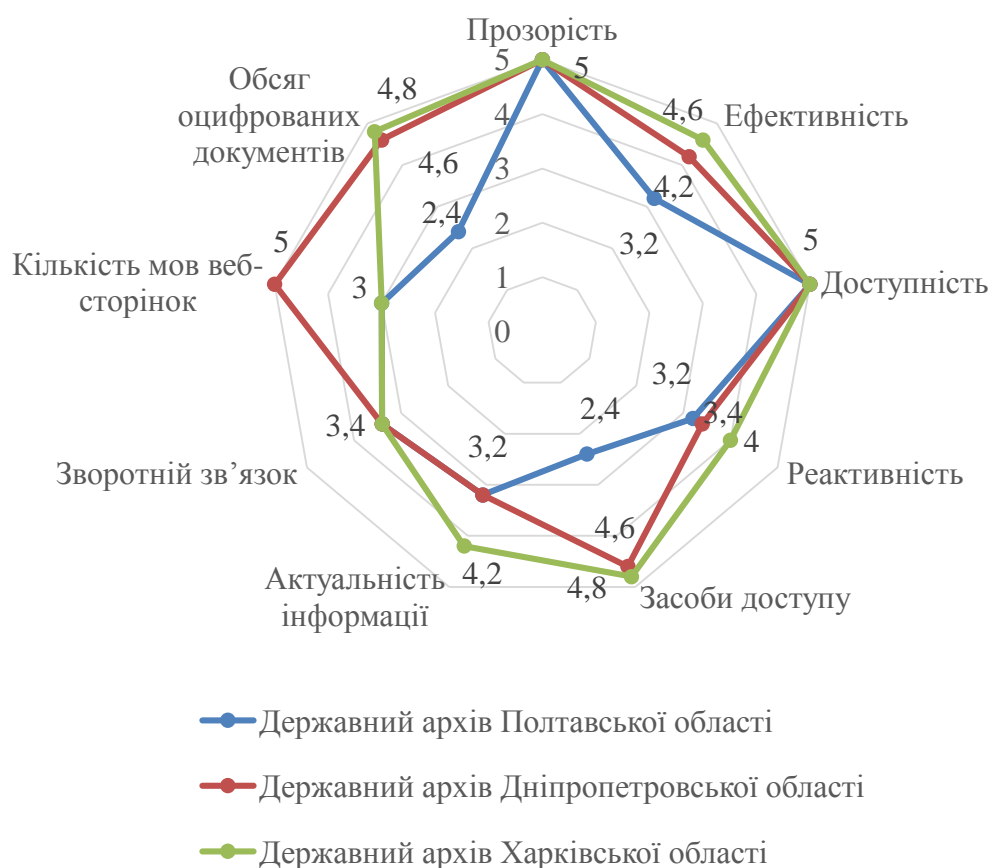 Прозорість
5
5
Обсяг
оцифрованих
документів
4,8
4,6
Ефективність
4
4,6
4,2
3
2,4
3,2
2
5
5
Кількість мов веб-
сторінок
3
1
Доступність
0
3,2
2,4
3,4
4
3,4
3,2
Зворотній зв’язок
Реактивність
4,6
Актуальність
інформації
4,2
4,8
Засоби доступу
Державний архів Полтавської області
Державний архів Дніпропетровської області
Державний архів Харківської області